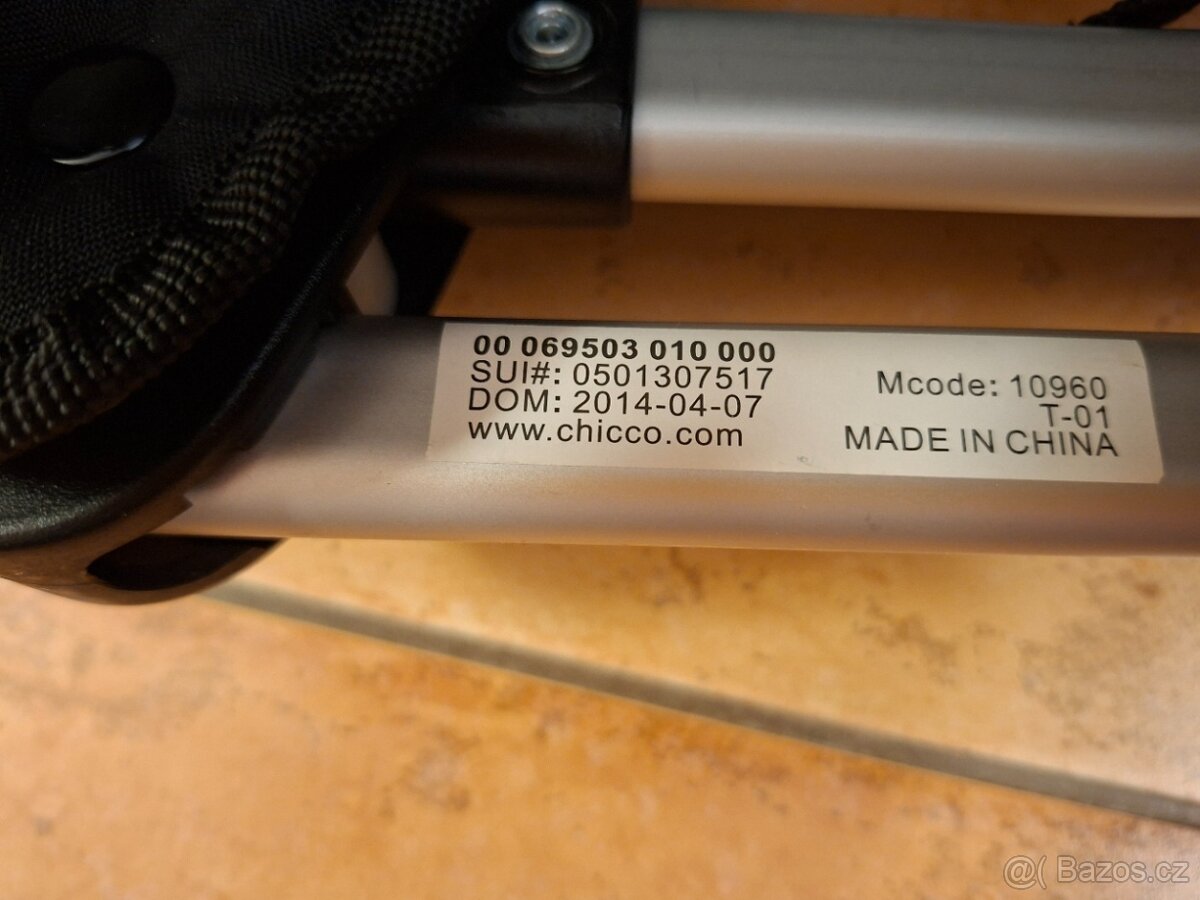 00 069503 010 000
SUI#: 0501307517
DOM: 2014-04-07
www.chicco.com
Mcode: 10960
T-01
MADE IN CHINA
@( Bazos.cz